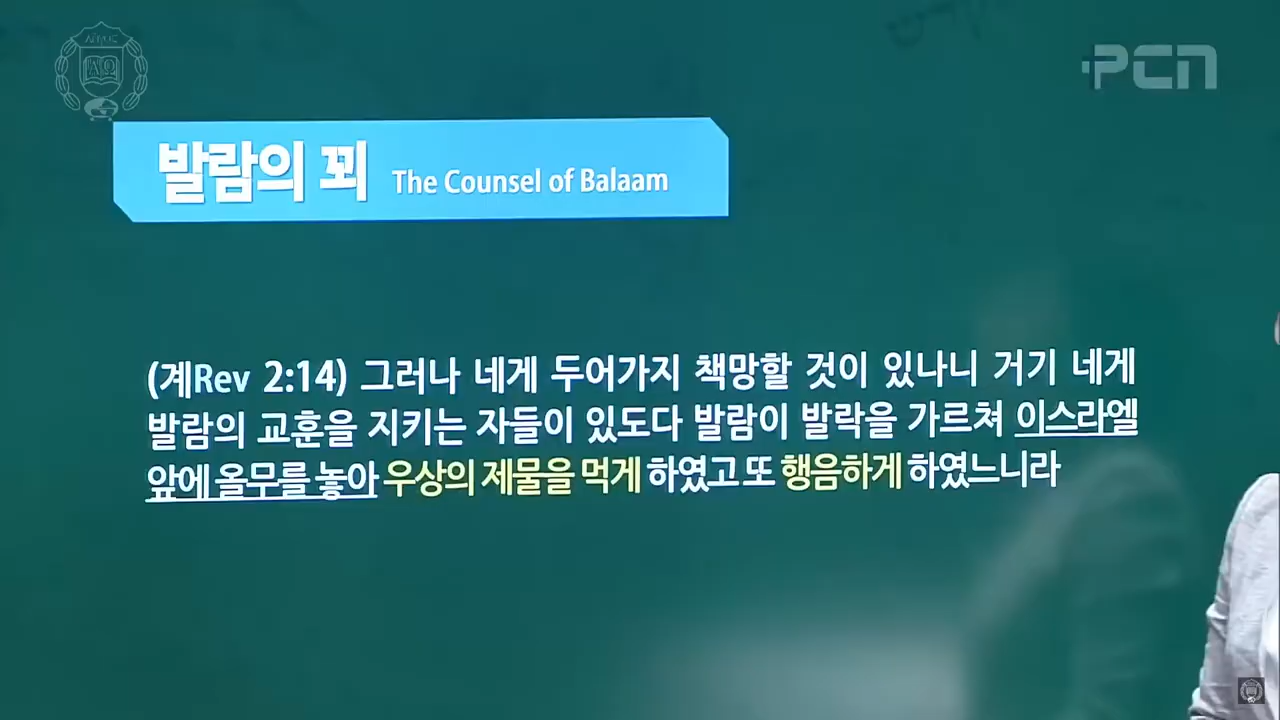 ΛΟΓΟΣ
ΑΩ
PCN
발람의 꾀 The Counsel of Balaam
(계Rev 2:14) 그러나 네게 두어가지 책망할 것이 있나니 거기 네게
발람의 교훈을 지키는 자들이 있도다 발람이 발락을 가르쳐 이스라엘
앞에 올무를 놓아 우상의 제물을 먹게 하였고 또 행음하게 하였느니라